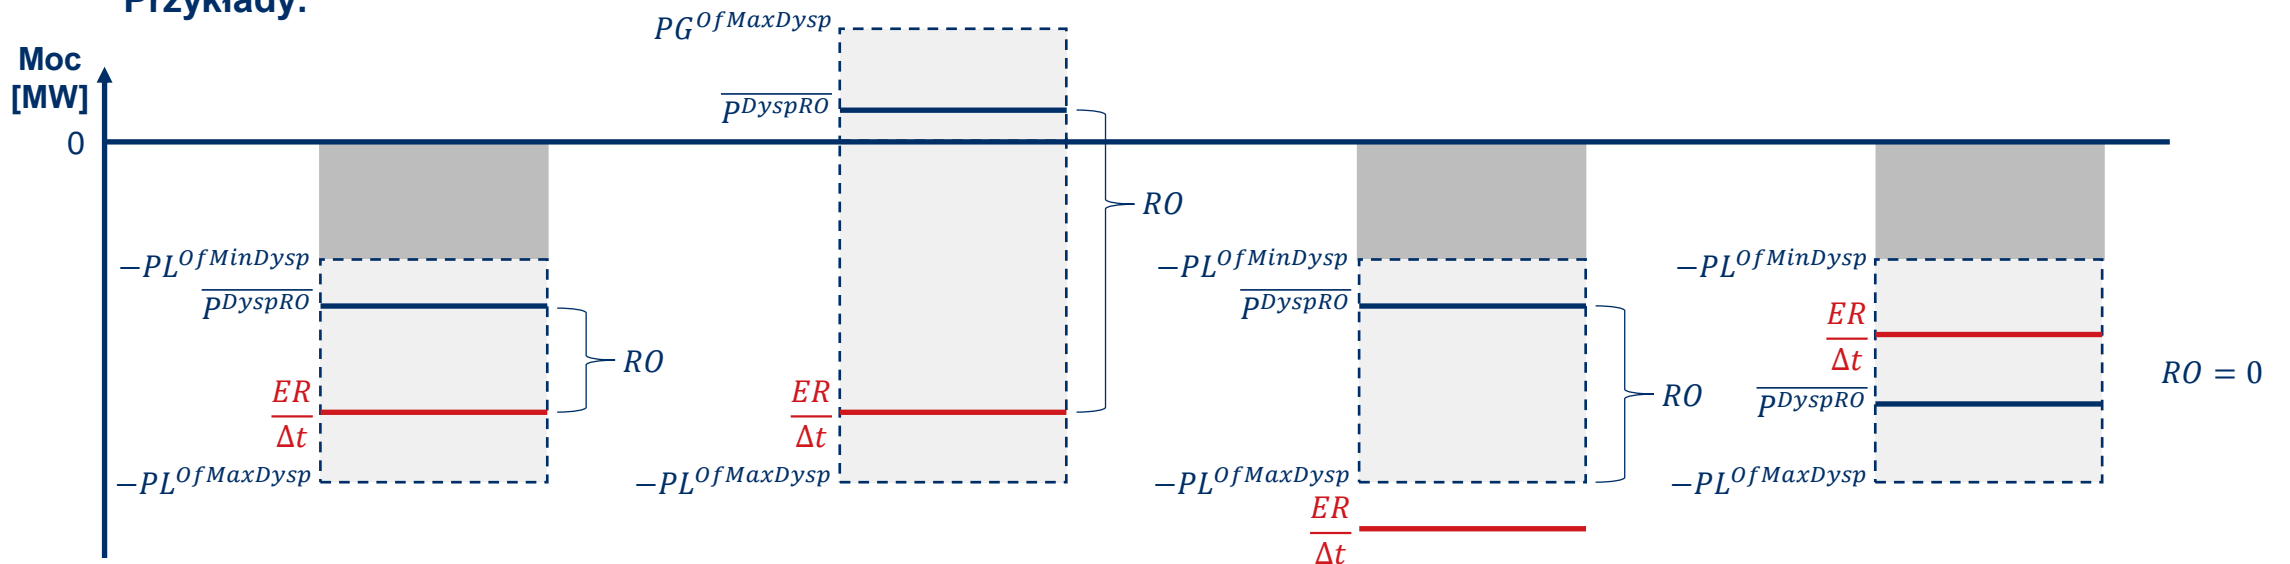 Przykłady:
Moc
[MW]
0
−PL^OfMinDysp
P^DyspRO
ER
Δt
−PL^OfMaxDysp
RO
PG^OfMaxDysp
P^DyspRO
ER
Δt
−PL^OfMaxDysp
RO
−PL^OfMinDysp
P^DyspRO
−PL^OfMaxDysp
ER
Δt
RO
−PL^OfMinDysp
ER
Δt
P^DyspRO
−PL^OfMaxDysp
RO = 0